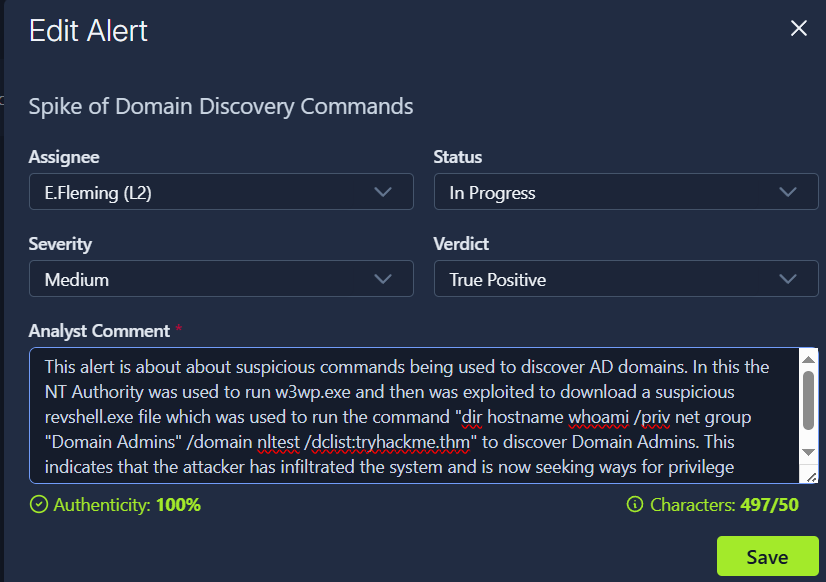 Edit Alert
Spike of Domain Discovery Commands
Assignee
Status
E.Fleming (L2)
In Progress
Severity
Verdict
Medium
True Positive
Analyst Comment *
This alert is about about suspicious commands being used to discover AD domains. In this the
NT Authority was used to run w3wp.exe and then was exploited to download a suspicious
revshell.exe file which was used to run the command "dir hostname whoami /priv net group
"Domain Admins" /domain nltest /dclist:tryhackme.thm" to discover Domain Admins. This
indicates that the attacker has infiltrated the system and is now seeking ways for privilege
Authenticity: 100%
Characters: 497/50
Save